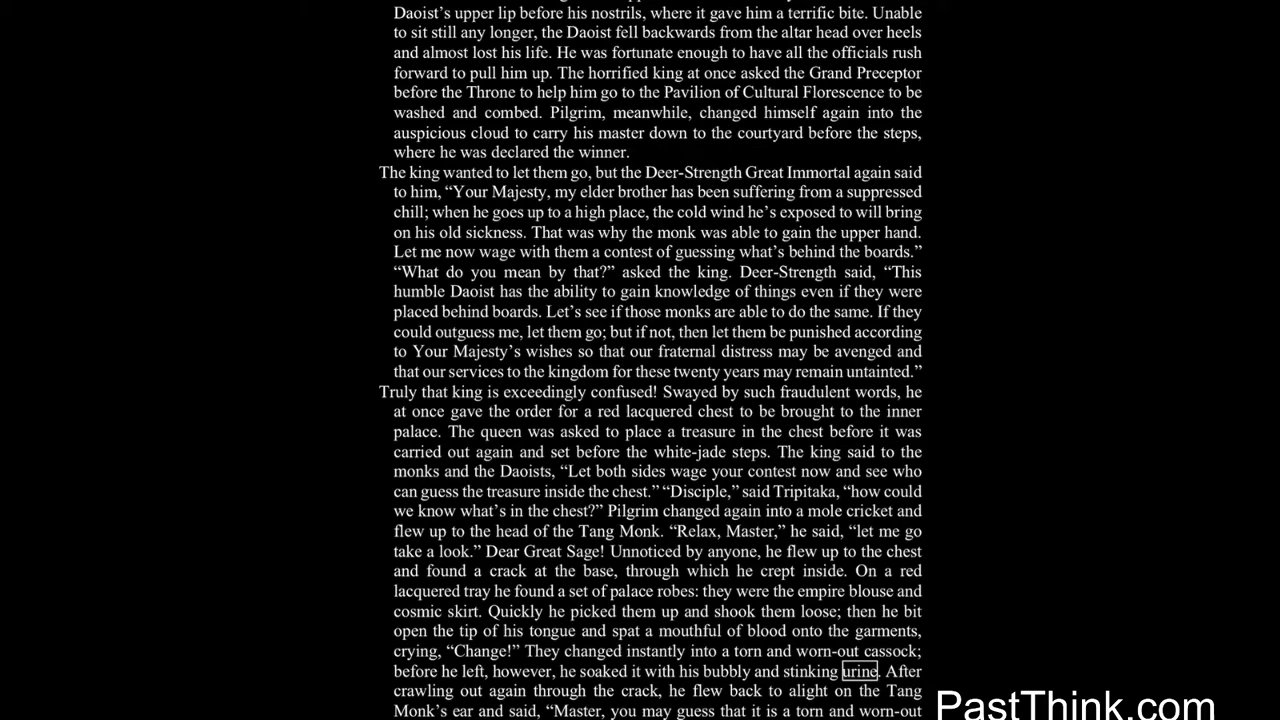 Daoist’s upper lip before his nostrils, where it gave him a terrific bite. Unable
to sit still any longer, the Daoist fell backwards from the altar head over heels
and almost lost his life. He was fortunate enough to have all the officials rush
forward to pull him up. The horrified king at once asked the Grand Preceptor
before the Throne to help him go to the Pavilion of Cultural Florescence to be
washed and combed. Pilgrim, meanwhile, changed himself again into the
auspicious cloud to carry his master down to the courtyard before the steps,
where he was declared the winner.
The king wanted to let them go, but the Deer-Strength Great Immortal again said
to him, “Your Majesty, my elder brother has been suffering from a suppressed
chill; when he goes up to a high place, the cold wind he’s exposed to will bring
on his old sickness. That was why the monk was able to gain the upper hand.
Let me now wage with them a contest of guessing what’s behind the boards.”
“What do you mean by that?” asked the king. Deer-Strength said, “This
humble Daoist has the ability to gain knowledge of things even if they were
placed behind boards. Let’s see if those monks are able to do the same. If they
could outguess me, let them go; but if not, then let them be punished according
to Your Majesty’s wishes so that our fraternal distress may be avenged and
that our services to the kingdom for these twenty years may remain untainted.”
Truly that king is exceedingly confused! Swayed by such fraudulent words, he
at once gave the order for a red lacquered chest to be brought to the inner
palace. The queen was asked to place a treasure in the chest before it was
carried out again and set before the white-jade steps. The king said to the
monks and the Daoists, “Let both sides wage your contest now and see who
can guess the treasure inside the chest.” “Disciple,” said Tripitaka, “how could
we know what’s in the chest?” Pilgrim changed again into a mole cricket and
flew up to the head of the Tang Monk. “Relax, Master,” he said, “let me go
take a look.” Dear Great Sage! Unnoticed by anyone, he flew up to the chest
and found a crack at the base, through which he crept inside. On a red
lacquered tray he found a set of palace robes: they were the empire blouse and
cosmic skirt. Quickly he picked them up and shook them loose; then he bit
open the tip of his tongue and spat a mouthful of blood onto the garments,
crying, “Change!” They changed instantly into a torn and worn-out cassock;
before he left, however, he soaked it with his bubbly and stinking urine. After
crawling out again through the crack, he flew back to alight on the Tang
Monk’s ear and said, “Master, you may guess that it is a torn and worn-out
PastThink.com